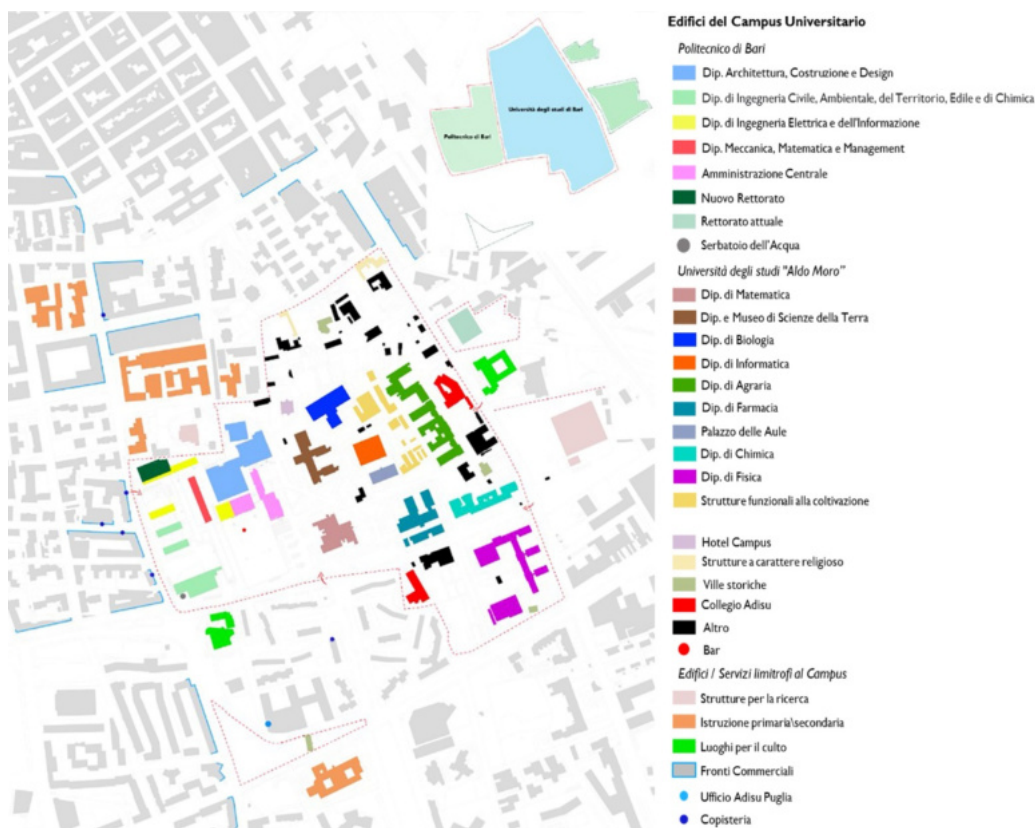 Edifici del Campus Universitario
Politecnico di Bari
Dip. Architettura, Costruzione e Design
Dip. di Ingegneria Civile, Ambientale, del Territorio, Edile e di Chimica
Dip. di Ingegneria Elettrica e dell'Informazione
Dip. Meccanica, Matematica e Management
Amministrazione Centrale
Nuovo Rettorato
Rettorato attuale
Serbatoio dell'Acqua
Università degli studi "Aldo Moro"
Dip. di Matematica
Dip. e Museo di Scienze della Terra
Dip. di Biologia
Dip. di Informatica
Dip. di Agraria
Dip. di Farmacia
Palazzo delle Aule
Dip. di Chimica
Dip. di Fisica
Strutture funzionali alla coltivazione
Hotel Campus
Strutture a carattere religioso
Ville storiche
Collegio Adisu
Altro
Bar
Edifici / Servizi limitrofi al Campus
Strutture per la ricerca
Istruzione primaria\secondaria
Luoghi per il culto
Fronti Commerciali
Ufficio Adisu Puglia
Copisteria
Università degli studi di Bari
Politecnico di Bari